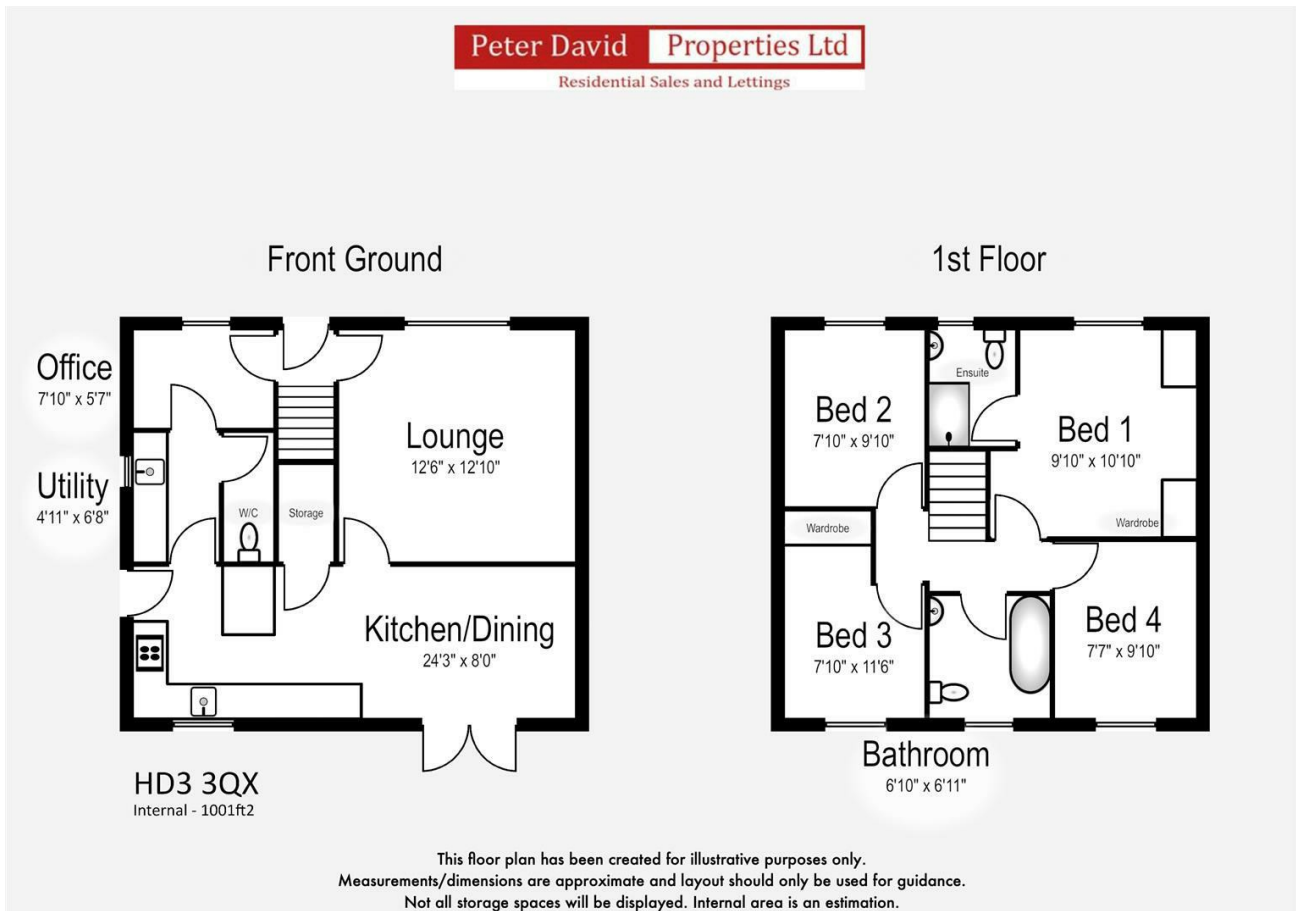 Peter David Properties Ltd
Residential Sales and Lettings
Front Ground
1st Floor
Office
7'10" x 5'7"
Utility
4'11" x 6'8"
W/C
Storage
Lounge
12'6" x 12'10"
Kitchen/Dining
24'3" x 8'0"
Bed 2
7'10" x 9'10"
Ensuite
Bed 1
9'10" x 10'10"
Wardrobe
Wardrobe
Bed 3
7'10" x 11'6"
Bed 4
7'7" x 9'10"
Bathroom
6'10" x 6'11"
HD3 3QX
Internal - 1001ft2
This floor plan has been created for illustrative purposes only.
Measurements/dimensions are approximate and layout should only be used for guidance.
Not all storage spaces will be displayed. Internal area is an estimation.